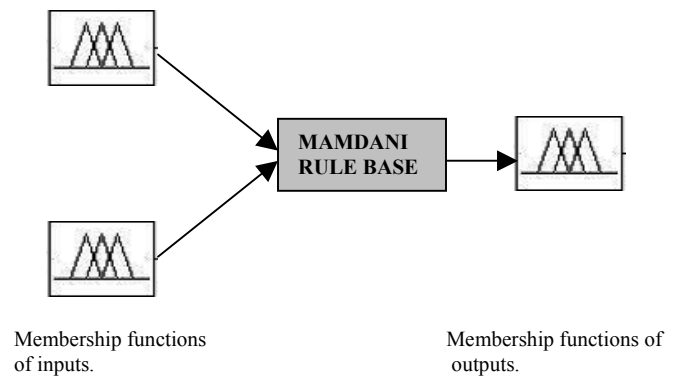 MAMDANI
RULE BASE
Membership functions
of inputs.
Membership functions of
outputs.